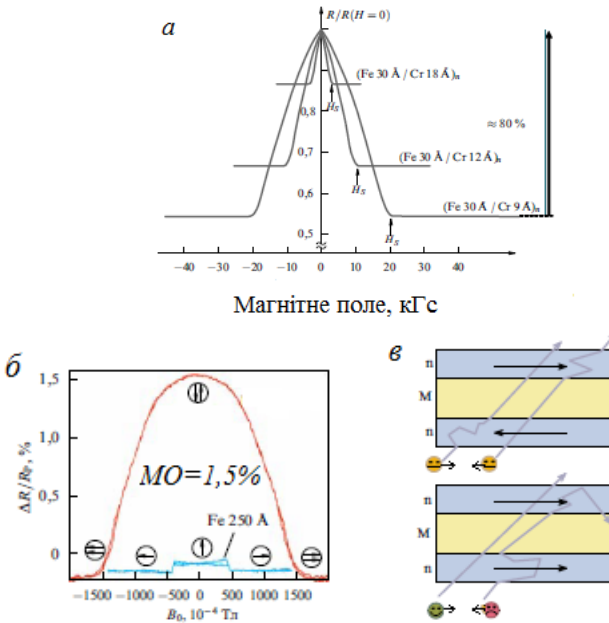 а
R/R(H = 0)
(Fe 30 Å / Cr 18 Å)ₙ
H_S
0,8
≈ 80 %
0,7
(Fe 30 Å / Cr 12 Å)ₙ
H_S
0,6
(Fe 30 Å / Cr 9 Å)ₙ
0,5
H_S
−40 −30 −20 −10 0 10 20 30 40
Магнітне поле, кГс
б
ΔR/R_P, %
1,5
1,0
0,5
0
МО=1,5%
Fe 250 Å
−1500 −1000 −500 0 500 1000 1500
B₀, 10⁻⁴ Тл
в
n
М
n
n
М
n